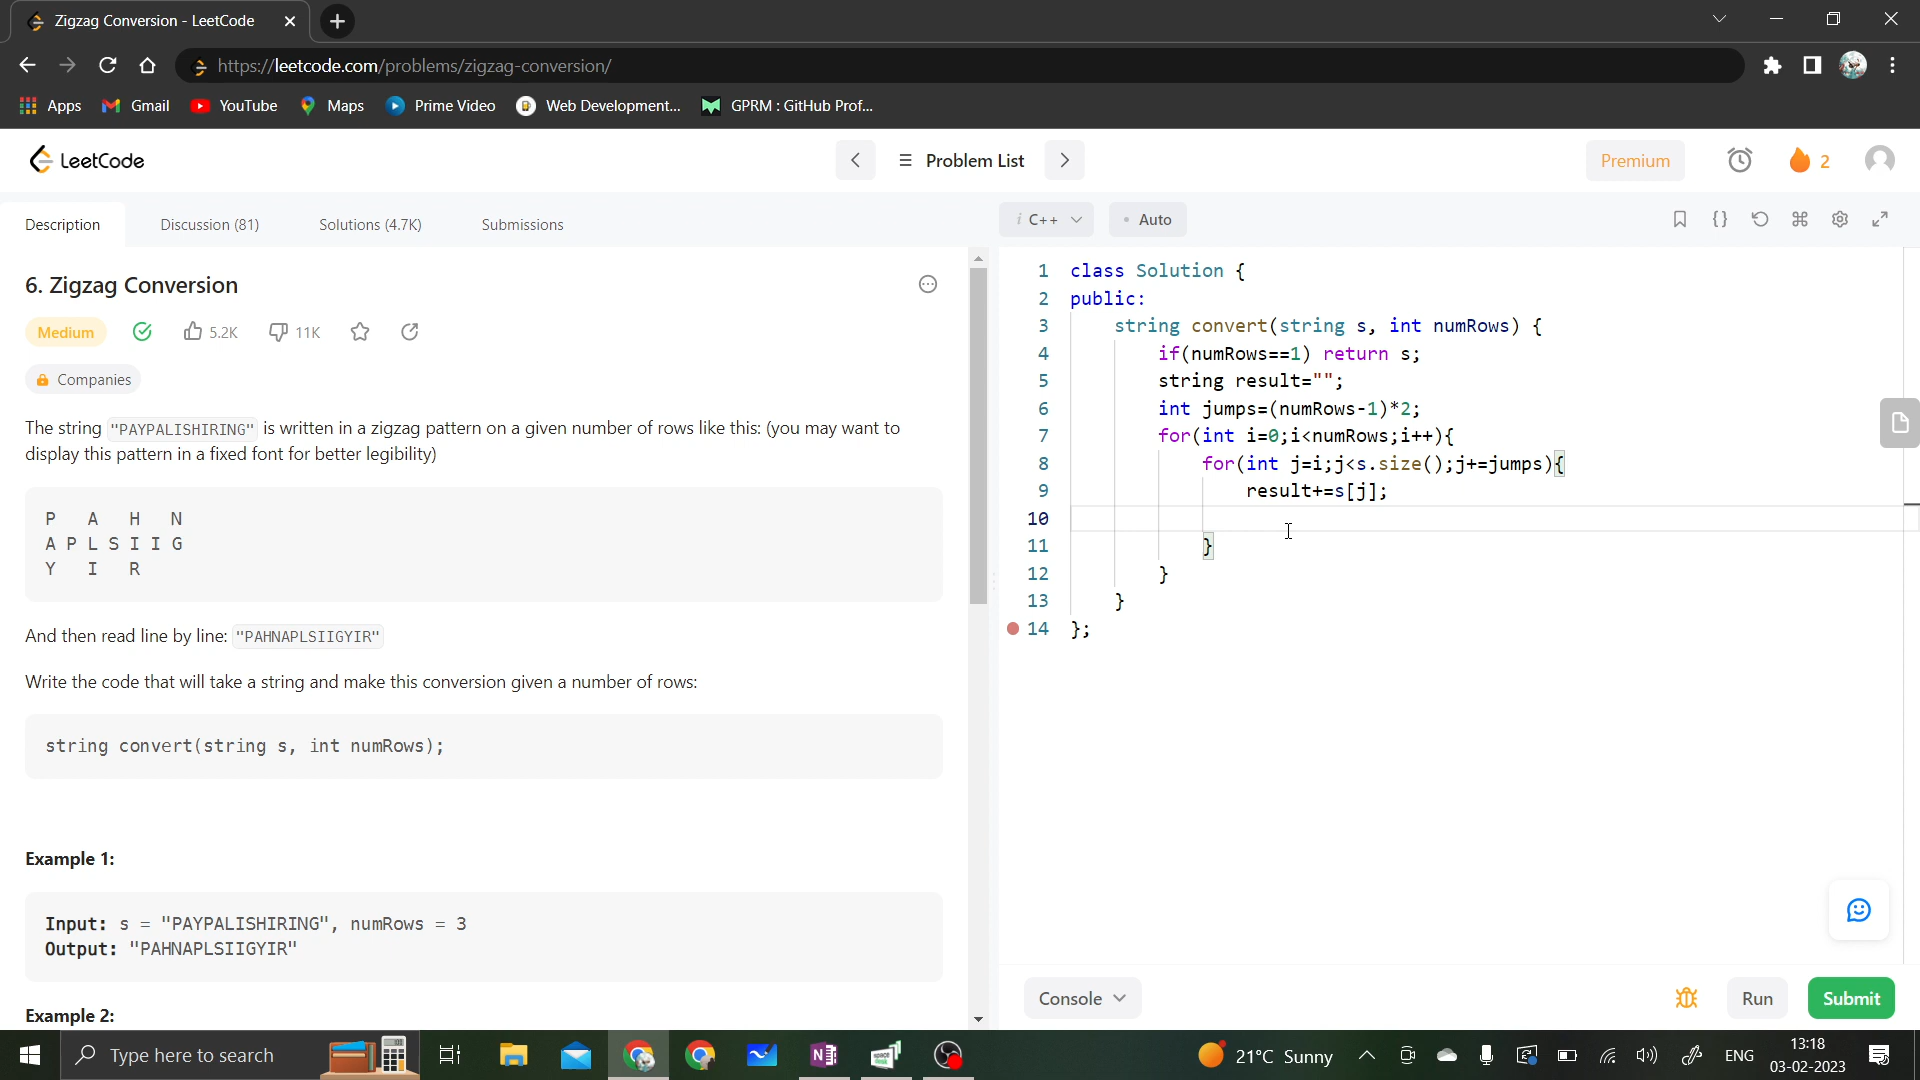 Zigzag Conversion - LeetCode
https://leetcode.com/problems/zigzag-conversion/
Apps Gmail YouTube Maps Prime Video Web Development... GPRM : GitHub Prof...
LeetCode
Problem List
Premium
2
Description Discussion (81) Solutions (4.7K) Submissions
i C++ • Auto
6. Zigzag Conversion
Medium 5.2K 11K
Companies
The string "PAYPALISHIRING" is written in a zigzag pattern on a given number of rows like this: (you may want to
display this pattern in a fixed font for better legibility)
P A H N
A P L S I I G
Y I R
And then read line by line: "PAHNAPLSIIGYIR"
Write the code that will take a string and make this conversion given a number of rows:
string convert(string s, int numRows);
Example 1:
Input: s = "PAYPALISHIRING", numRows = 3
Output: "PAHNAPLSIIGYIR"
Example 2:
1 class Solution {
2 public:
3 string convert(string s, int numRows) {
4 if(numRows==1) return s;
5 string result="";
6 int jumps=(numRows-1)*2;
7 for(int i=0;i<numRows;i++){
8 for(int j=i;j<s.size();j+=jumps){
9 result+=s[j];
10
11 }
12 }
13 }
14 };
Console
Run
Submit
Type here to search
21°C Sunny
ENG
13:18
03-02-2023